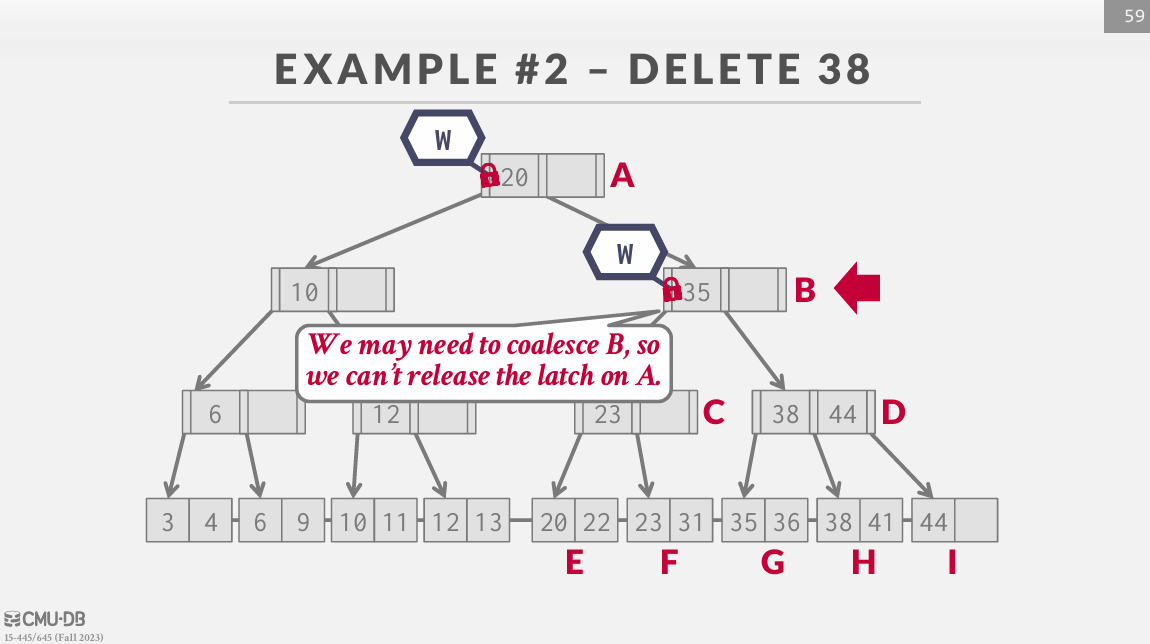 59
EXAMPLE #2 – DELETE 38
W
20
A
W
10
35
B
We may need to coalesce B, so
we can't release the latch on A.
6
12
23
C
38 44
D
3 4 6 9 10 11 12 13 20 22 23 31 35 36 38 41 44
E F G H I
CMU·DB
15-445/645 (Fall 2023)